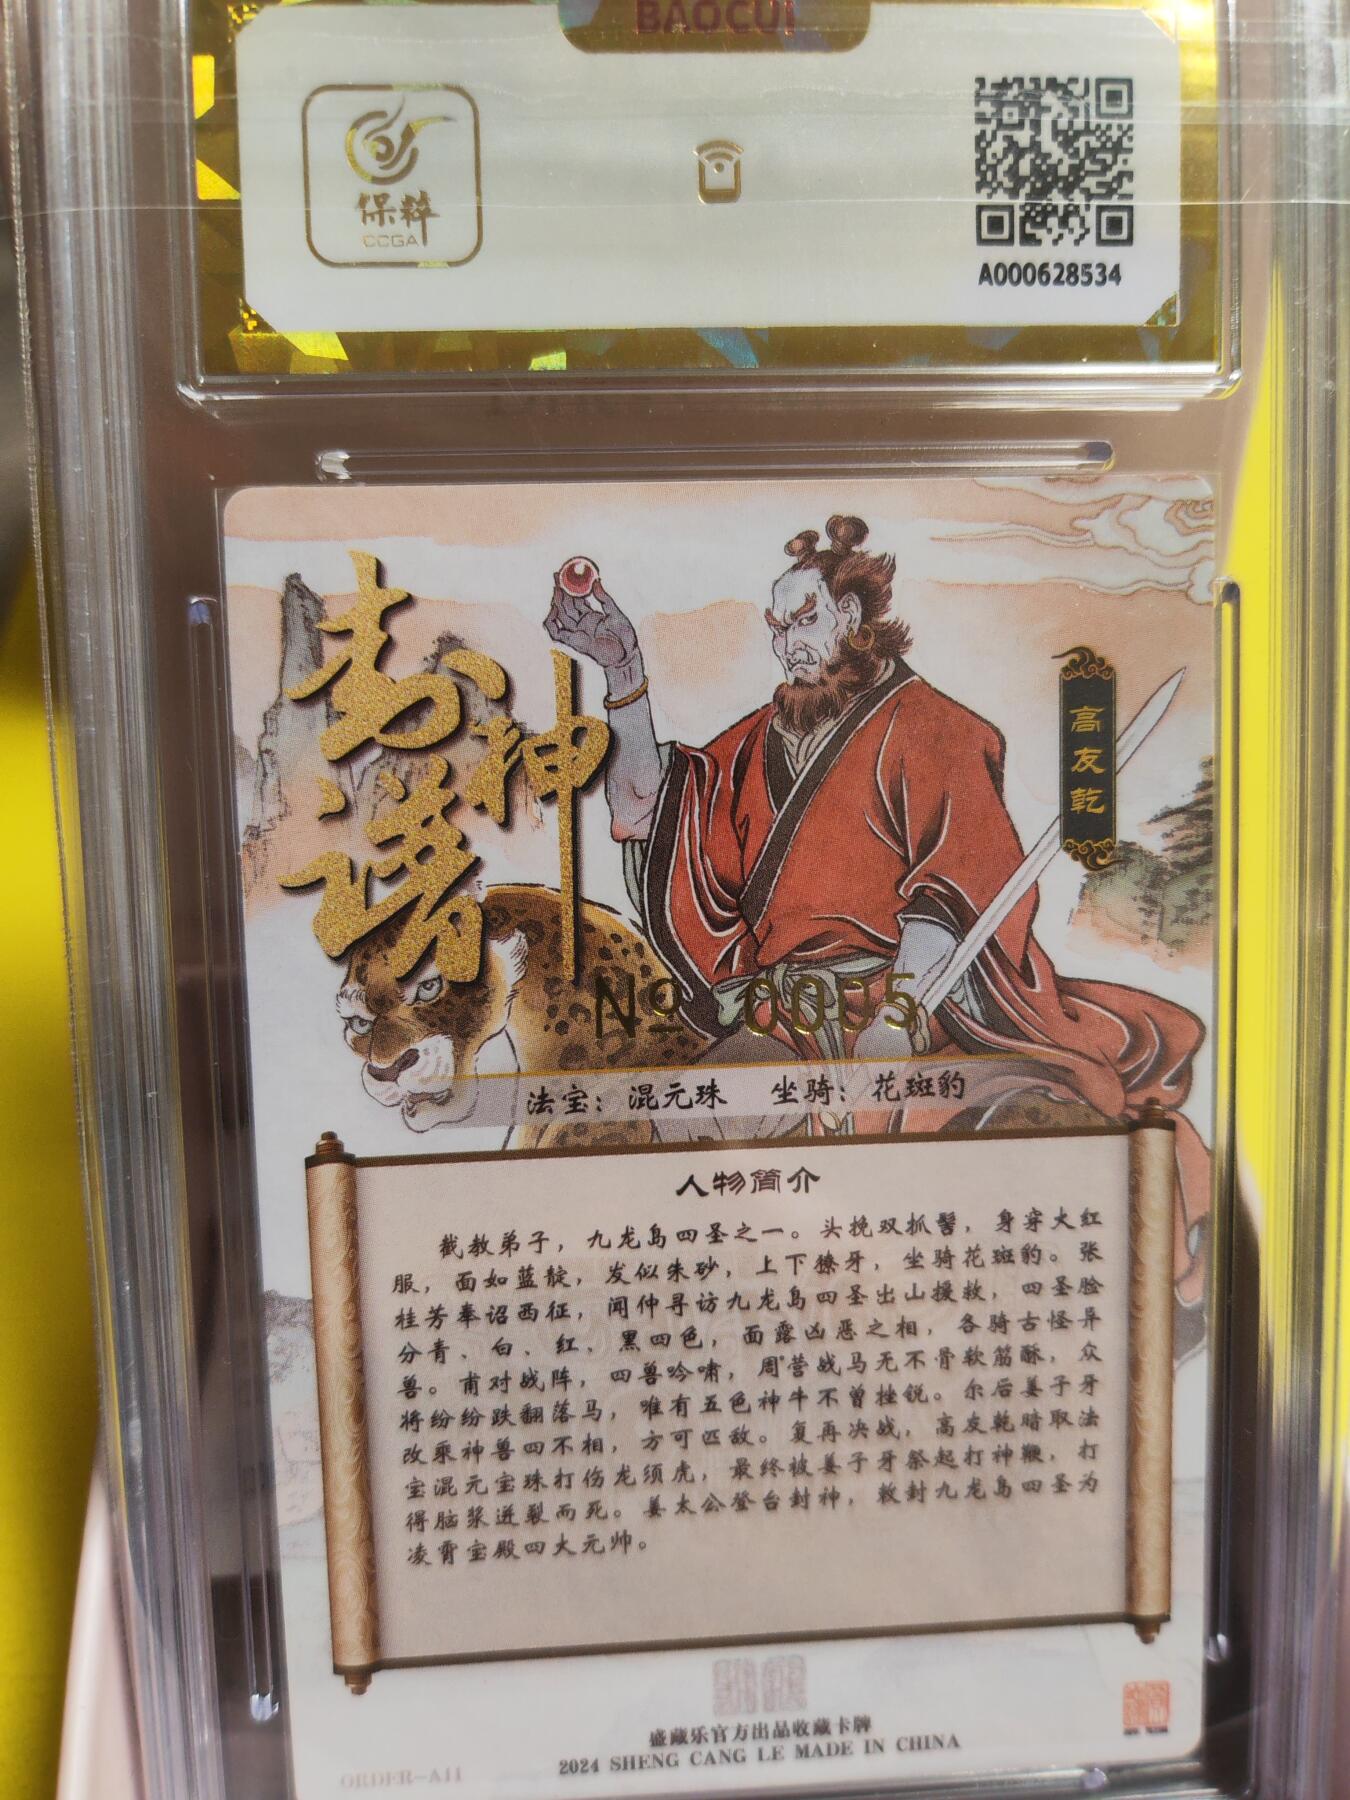 BAOCUI
保粹
CCGA
A000628534
封神谱
高友乾
№ 0005
法宝：混元珠 坐骑：花斑豹
人物简介
截教弟子，九龙岛四圣之一。头挽双抓髻，身穿大红
服，面如蓝靛，发似朱砂，上下獠牙，坐骑花斑豹。张
桂芳奉诏西征，闻仲寻访九龙岛四圣出山援救，四圣脸
分青、白、红、黑四色，面露凶恶之相，各骑古怪异
兽。甫对战阵，四兽吟啸，周营战马无不骨软筋酥，众
将纷纷跌翻落马，唯有五色神牛不曾挫锐。尔后姜子牙
改乘神兽四不相，方可匹敌。复再决战，高友乾暗取法
宝混元宝珠打伤龙须虎，最终被姜子牙祭起打神鞭，打
得脑浆迸裂而死。姜太公登台封神，敕封九龙岛四圣为
凌霄宝殿四大元帅。
盛藏乐官方出品收藏卡牌
2024 SHENG CANG LE MADE IN CHINA
ORDER-A11